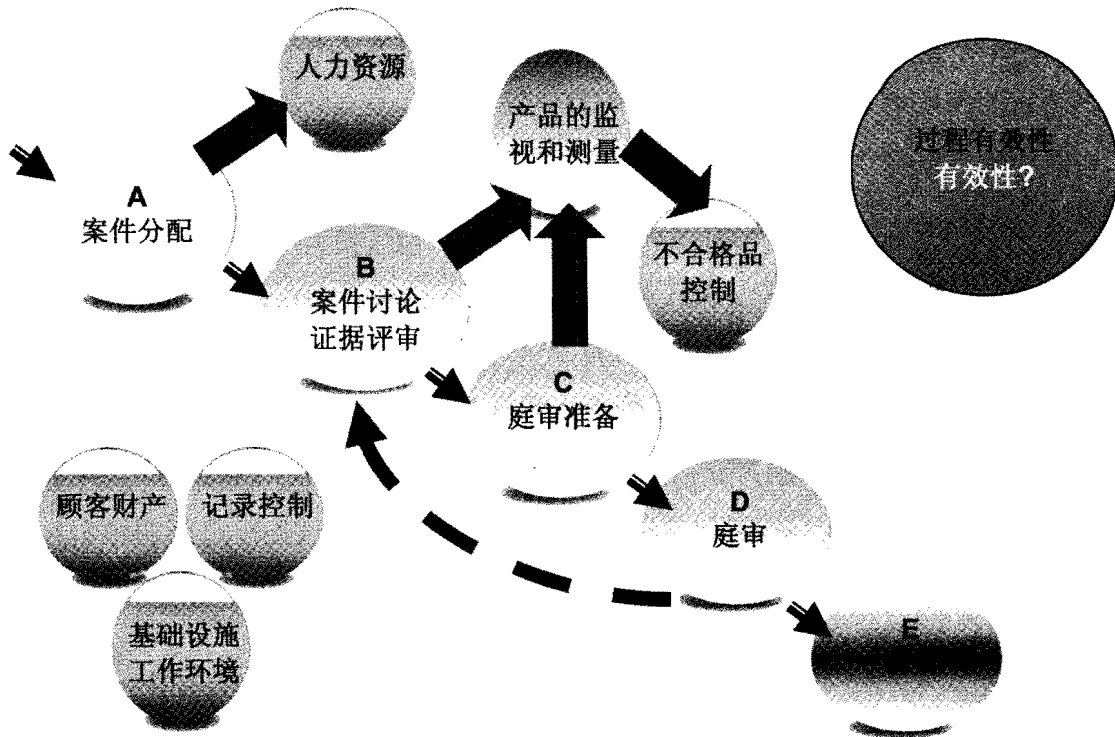 人力资源
产品的监
视和测量
过程有效性
有效性?
A
案件分配
不合格品
控制
B
案件讨论
证据评审
C
庭审准备
顾客财产
记录控制
D
庭审
基础设施
工作环境
E